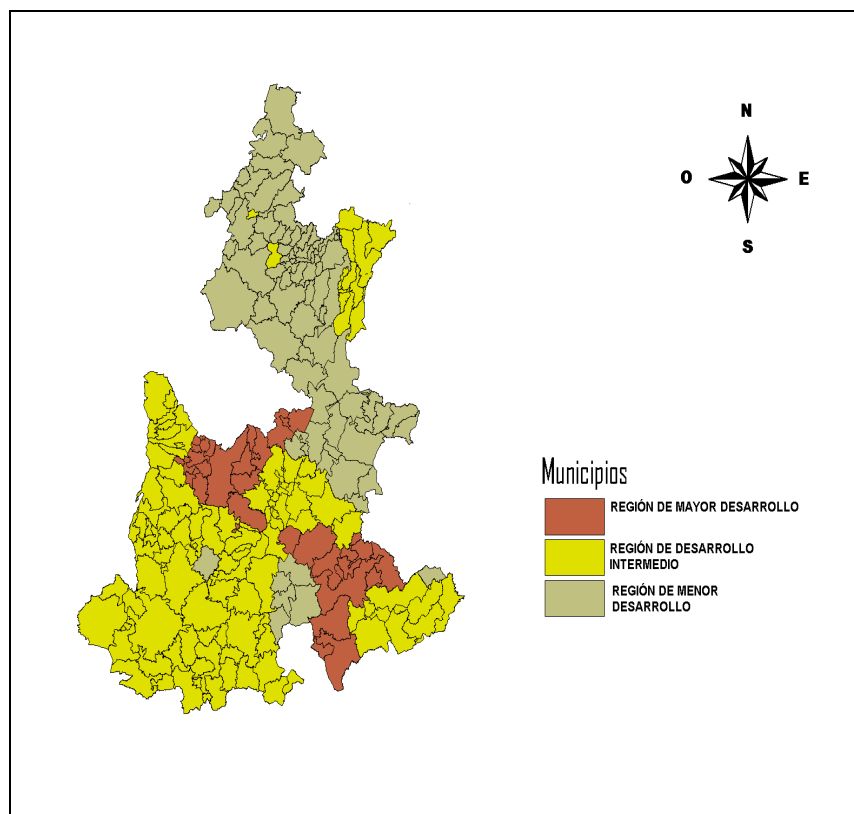 N
O
E
S
Municipios
REGIÓN DE MAYOR DESARROLLO
REGIÓN DE DESARROLLO
INTERMEDIO
REGIÓN DE MENOR
DESARROLLO